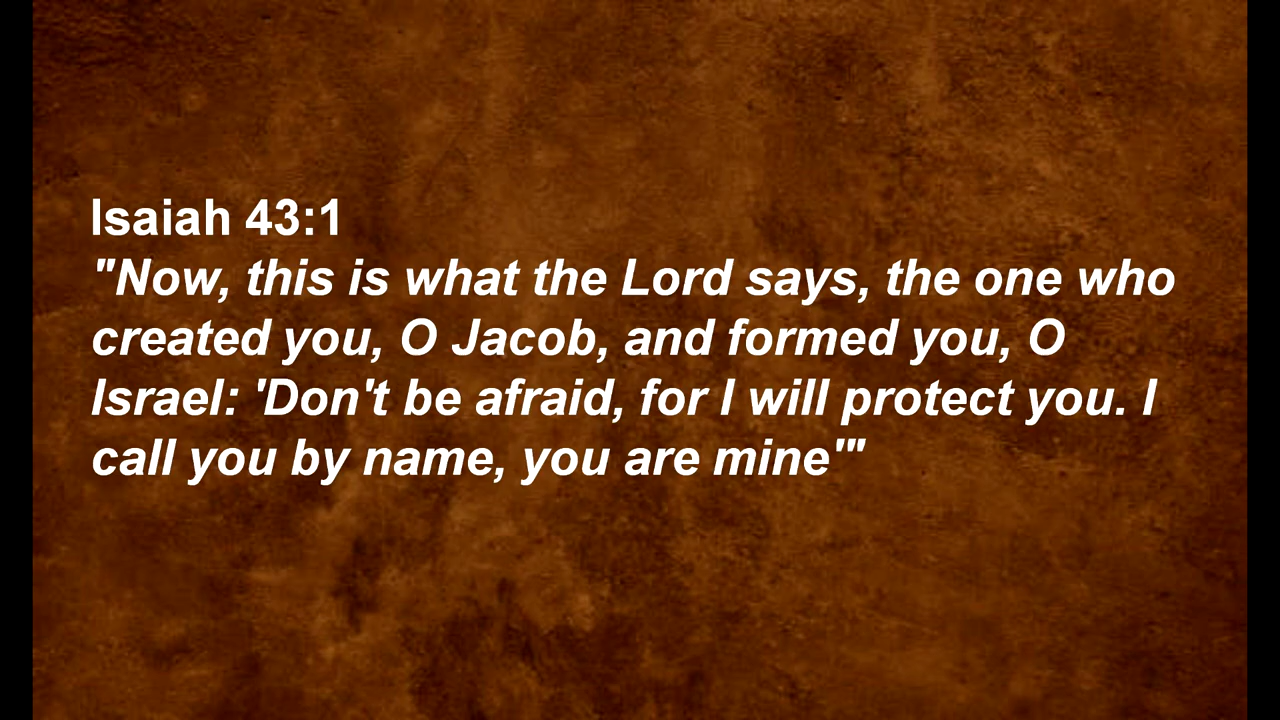 Isaiah 43:1
"Now, this is what the Lord says, the one who
created you, O Jacob, and formed you, O
Israel: 'Don't be afraid, for I will protect you. I
call you by name, you are mine'"